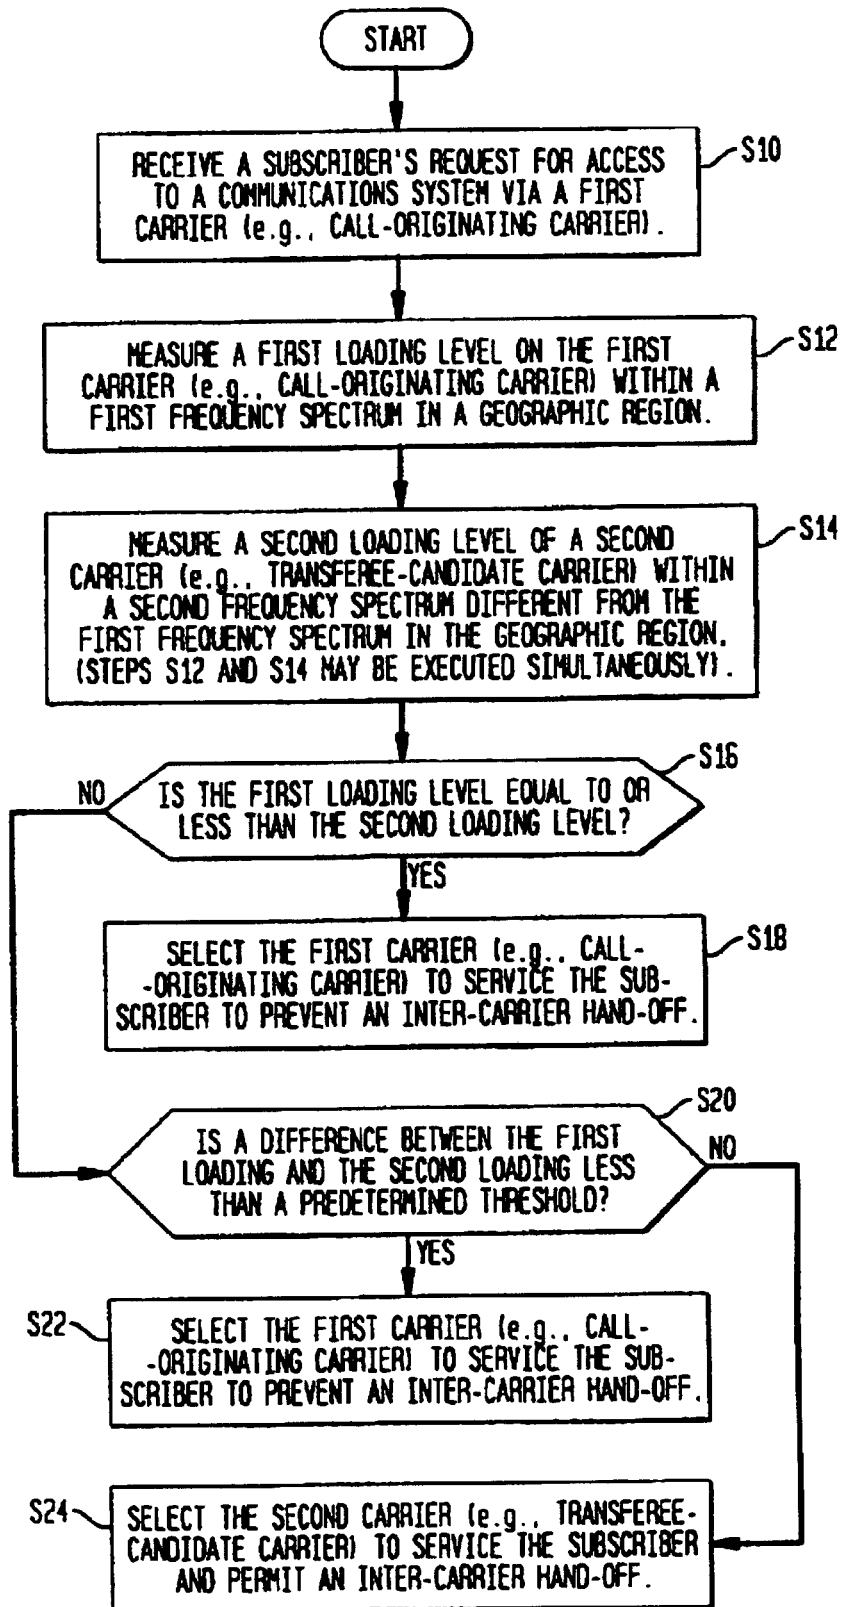 START
S10
RECEIVE A SUBSCRIBER'S REQUEST FOR ACCESS
TO A COMMUNICATIONS SYSTEM VIA A FIRST
CARRIER (e.g., CALL-ORIGINATING CARRIER).
S12
MEASURE A FIRST LOADING LEVEL ON THE FIRST
CARRIER (e.g., CALL-ORIGINATING CARRIER) WITHIN A
FIRST FREQUENCY SPECTRUM IN A GEOGRAPHIC REGION.
S14
MEASURE A SECOND LOADING LEVEL OF A SECOND
CARRIER (e.g., TRANSFEREE-CANDIDATE CARRIER) WITHIN
A SECOND FREQUENCY SPECTRUM DIFFERENT FROM THE
FIRST FREQUENCY SPECTRUM IN THE GEOGRAPHIC REGION.
(STEPS S12 AND S14 MAY BE EXECUTED SIMULTANEOUSLY).
S16
NO
IS THE FIRST LOADING LEVEL EQUAL TO OR
LESS THAN THE SECOND LOADING LEVEL?
YES
S18
SELECT THE FIRST CARRIER (e.g., CALL-
-ORIGINATING CARRIER) TO SERVICE THE SUB-
SCRIBER TO PREVENT AN INTER-CARRIER HAND-OFF.
S20
IS A DIFFERENCE BETWEEN THE FIRST
LOADING AND THE SECOND LOADING LESS
THAN A PREDETERMINED THRESHOLD?
NO
YES
S22
SELECT THE FIRST CARRIER (e.g., CALL-
-ORIGINATING CARRIER) TO SERVICE THE SUB-
SCRIBER TO PREVENT AN INTER-CARRIER HAND-OFF.
S24
SELECT THE SECOND CARRIER (e.g., TRANSFEREE-
CANDIDATE CARRIER) TO SERVICE THE SUBSCRIBER
AND PERMIT AN INTER-CARRIER HAND-OFF.